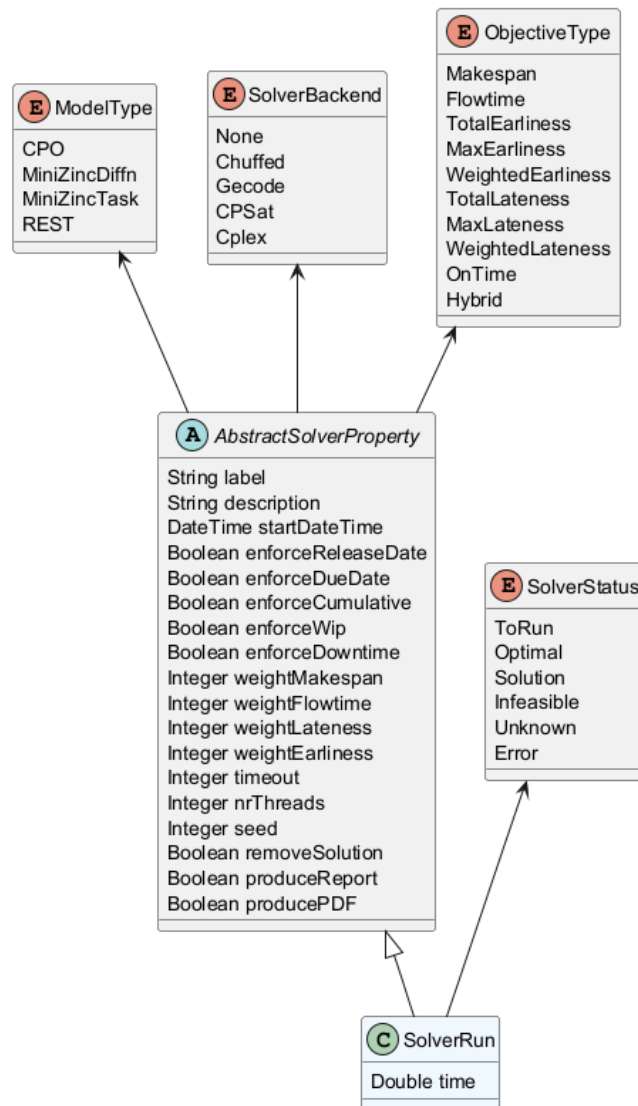 E ObjectiveType
Makespan
Flowtime
TotalEarliness
MaxEarliness
WeightedEarliness
TotalLateness
MaxLateness
WeightedLateness
OnTime
Hybrid
E SolverBackend
None
Chuffed
Gecode
CPSat
Cplex
E ModelType
CPO
MiniZincDiffn
MiniZincTask
REST
A AbstractSolverProperty
String label
String description
DateTime startDateTime
Boolean enforceReleaseDate
Boolean enforceDueDate
Boolean enforceCumulative
Boolean enforceWip
Boolean enforceDowntime
Integer weightMakespan
Integer weightFlowtime
Integer weightLateness
Integer weightEarliness
Integer timeout
Integer nrThreads
Integer seed
Boolean removeSolution
Boolean produceReport
Boolean producePDF
E SolverStatus
ToRun
Optimal
Solution
Infeasible
Unknown
Error
C SolverRun
Double time